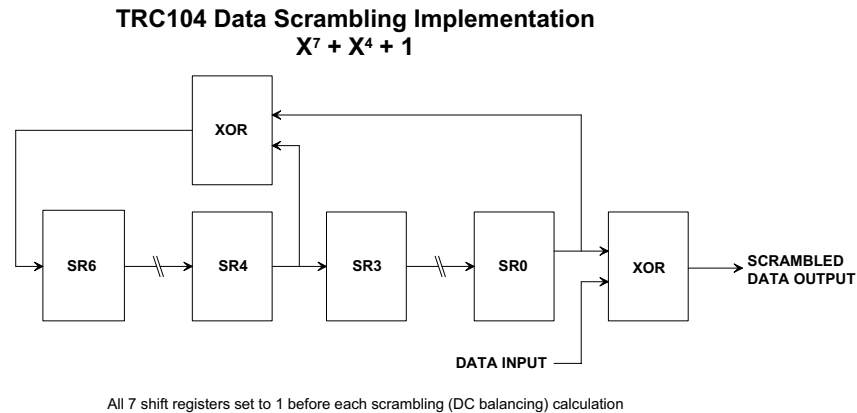 TRC104 Data Scrambling Implementation
X⁷ + X⁴ + 1
XOR
SR6
SR4
SR3
SR0
XOR
SCRAMBLED
DATA OUTPUT
DATA INPUT
All 7 shift registers set to 1 before each scrambling (DC balancing) calculation